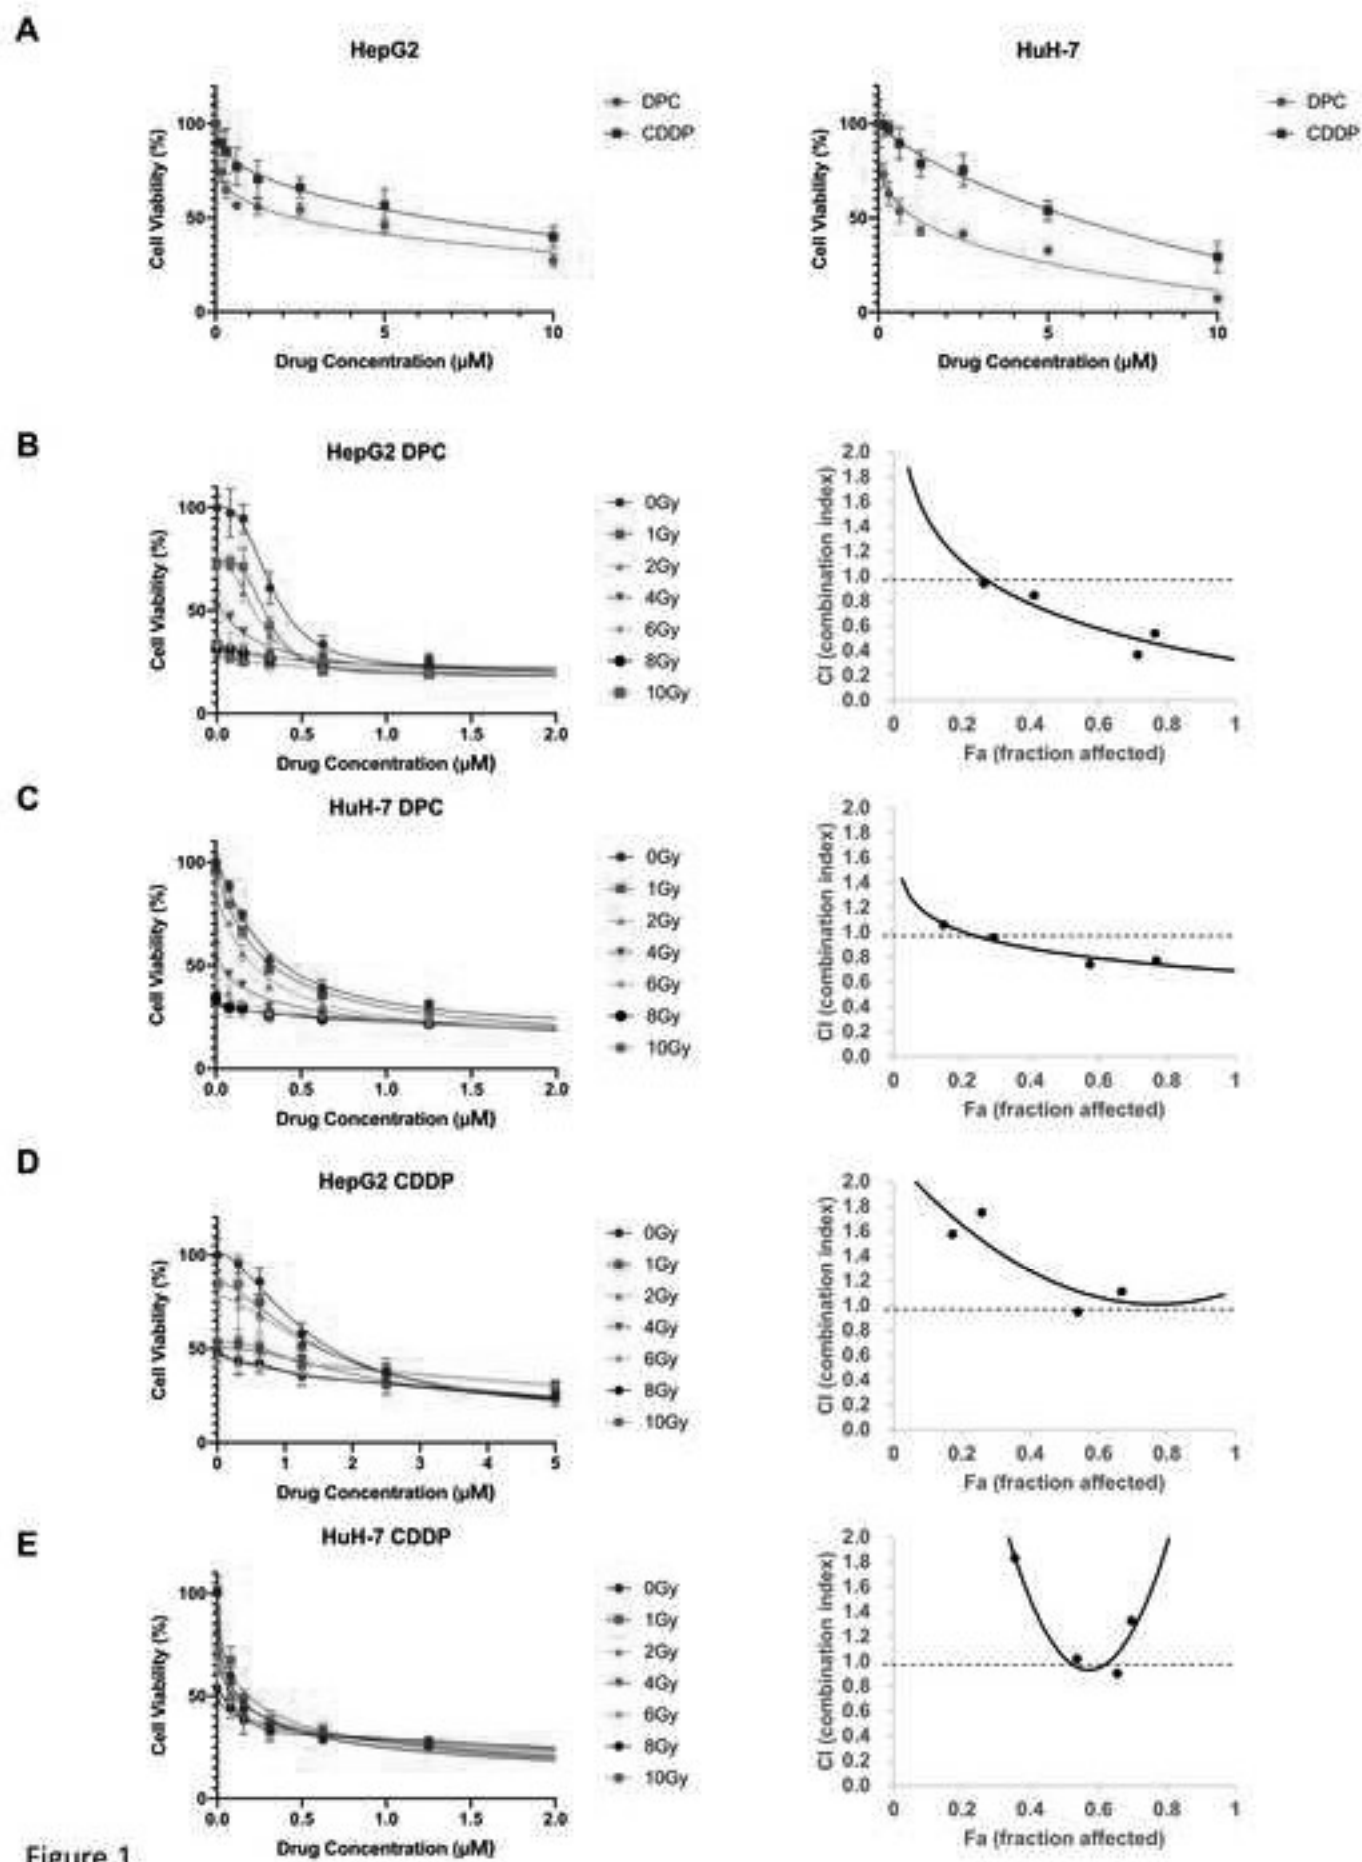 A
HepG2
HuH-7
DPC
CDDP
DPC
CDDP
Cell Viability (%)
100
50
0
0 5 10
Drug Concentration (μM)
Cell Viability (%)
100
50
0
0 5 10
Drug Concentration (μM)
B
HepG2 DPC
Cell Viability (%)
100
50
0
0.0 0.5 1.0 1.5 2.0
Drug Concentration (μM)
0Gy
1Gy
2Gy
4Gy
6Gy
8Gy
10Gy
CI (combination index)
2.0
1.8
1.6
1.4
1.2
1.0
0.8
0.6
0.4
0.2
0.0
0 0.2 0.4 0.6 0.8 1
Fa (fraction affected)
C
HuH-7 DPC
Cell Viability (%)
100
50
0
0.0 0.5 1.0 1.5 2.0
Drug Concentration (μM)
0Gy
1Gy
2Gy
4Gy
6Gy
8Gy
10Gy
CI (combination index)
2.0
1.8
1.6
1.4
1.2
1.0
0.8
0.6
0.4
0.2
0.0
0 0.2 0.4 0.6 0.8 1
Fa (fraction affected)
D
HepG2 CDDP
Cell Viability (%)
100
50
0
0 1 2 3 4 5
Drug Concentration (μM)
0Gy
1Gy
2Gy
4Gy
6Gy
8Gy
10Gy
CI (combination index)
2.0
1.8
1.6
1.4
1.2
1.0
0.8
0.6
0.4
0.2
0.0
0 0.2 0.4 0.6 0.8 1
Fa (fraction affected)
E
HuH-7 CDDP
Cell Viability (%)
100
50
0
0.0 0.5 1.0 1.5 2.0
Drug Concentration (μM)
0Gy
1Gy
2Gy
4Gy
6Gy
8Gy
10Gy
CI (combination index)
2.0
1.8
1.6
1.4
1.2
1.0
0.8
0.6
0.4
0.2
0.0
0 0.2 0.4 0.6 0.8 1
Fa (fraction affected)
Figure 1